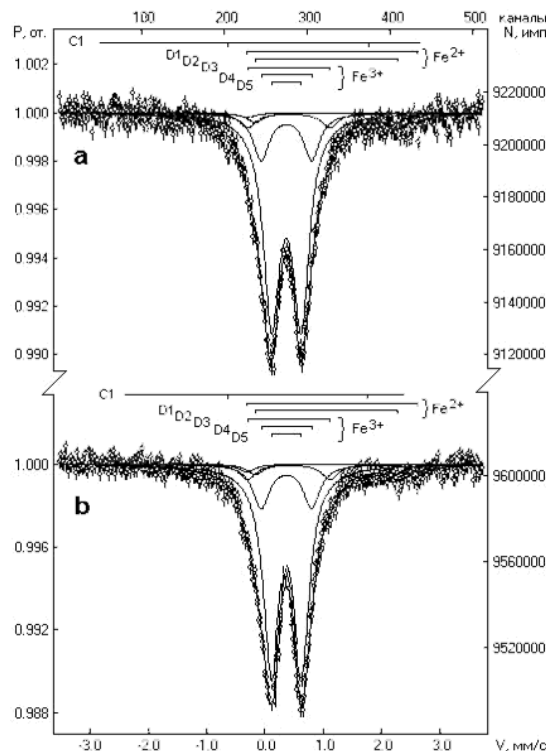 0 100 200 300 400 500 каналы
P, от. N, имп
C1
D1 D2 D3 D4 D5
Fe2+
Fe3+
1.002
1.000
0.998
0.996
0.994
0.992
0.990
9220000
9200000
9180000
9160000
9140000
9120000
a
C1
D1 D2 D3 D4 D5
Fe2+
Fe3+
1.000
0.996
0.992
0.988
9600000
9560000
9520000
b
-3.0 -2.0 -1.0 0.0 1.0 2.0 3.0 V, мм/с